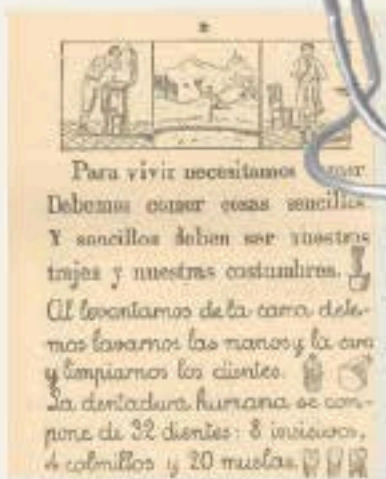 Para vivir necesitamos comer
Debemos comer cosas sencillas
Y sencillos deben ser nuestros
trajes y nuestras costumbres.
Al levantarnos de la cama debe-
mos lavarnos las manos y la cara
y limpiarnos los dientes.
La dentadura humana se com-
pone de 32 dientes: 8 incisivos,
4 colmillos y 20 muelas.